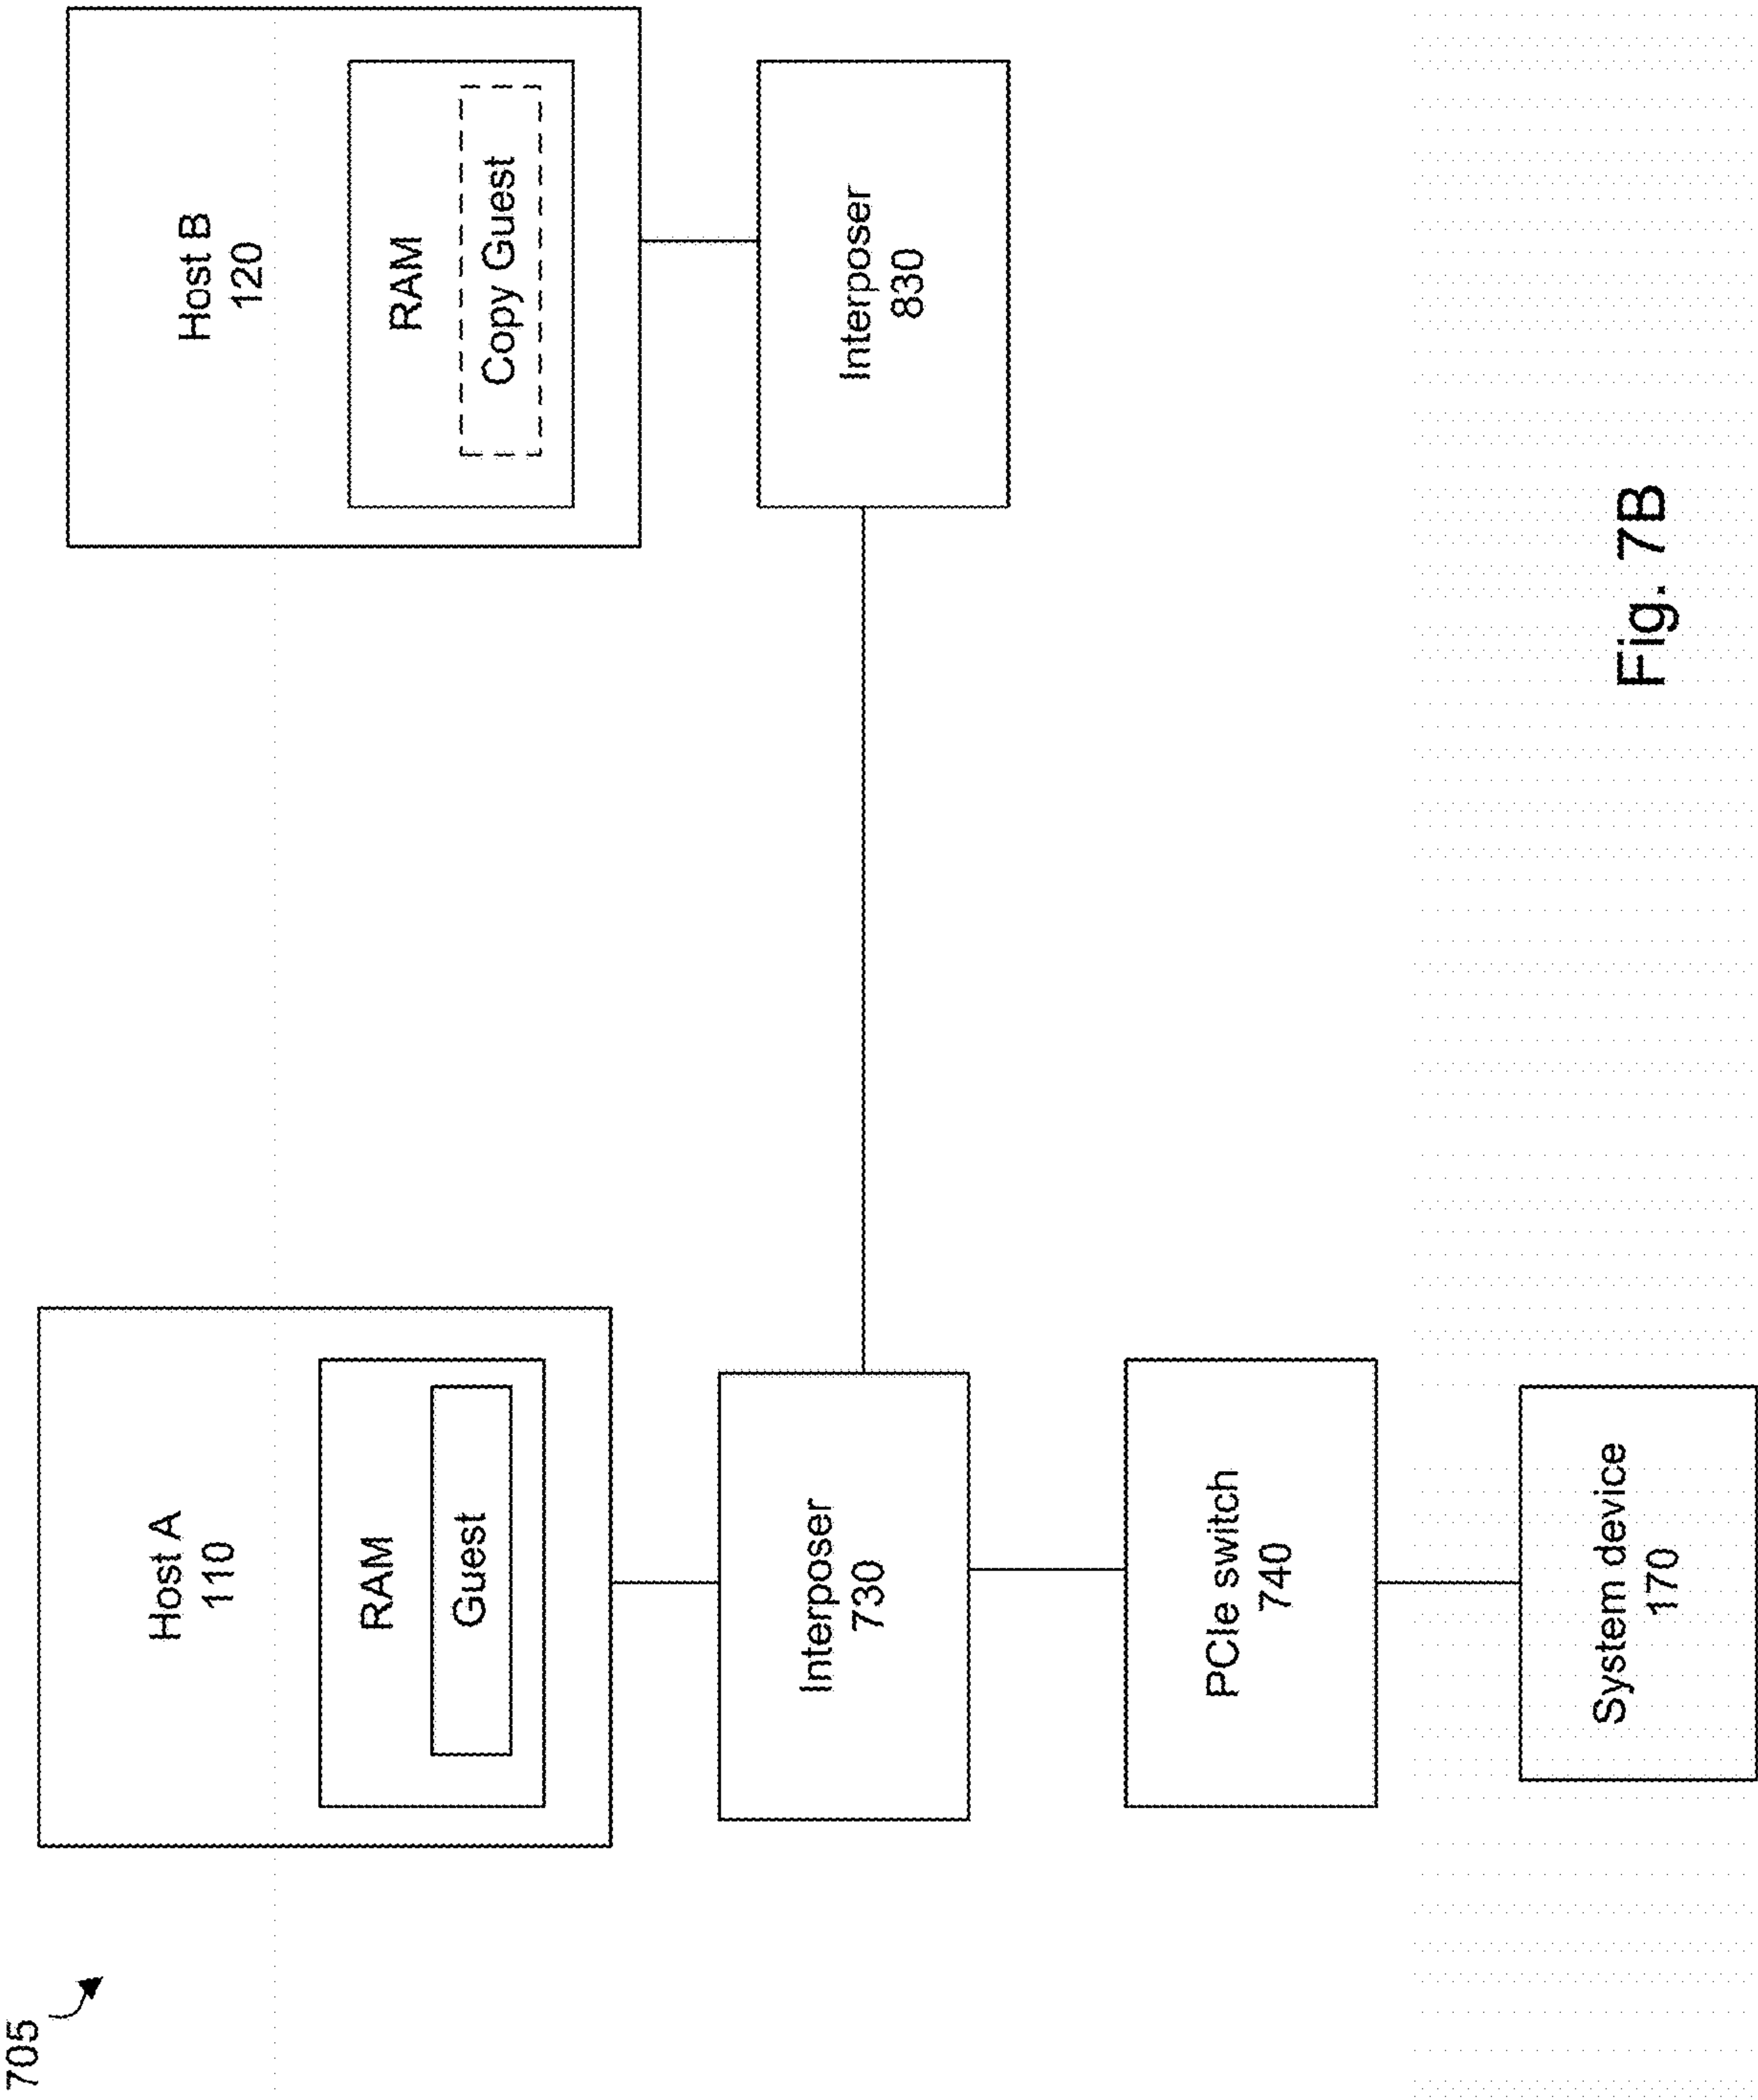 705
Host A
110
RAM
Guest
Interposer
730
PCIe switch
740
System device
170
Host B
120
RAM
Copy Guest
Interposer
830
Fig. 7B